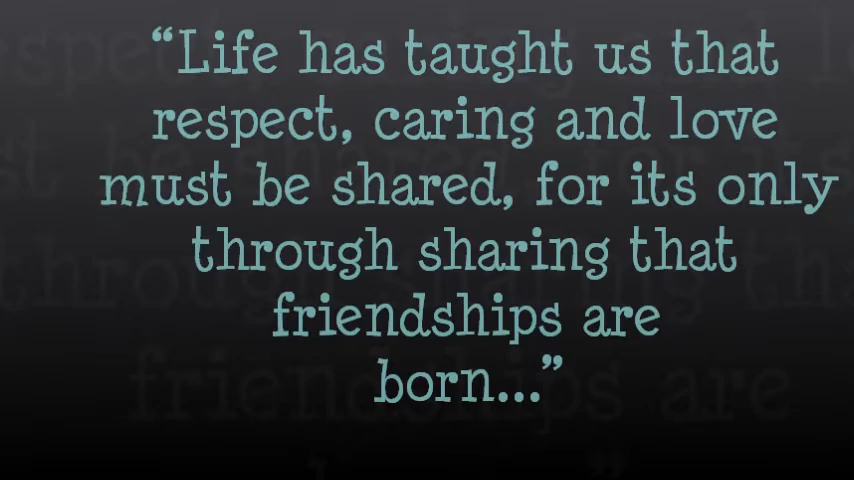 “Life has taught us that
respect, caring and love
must be shared, for its only
through sharing that
friendships are
born...”